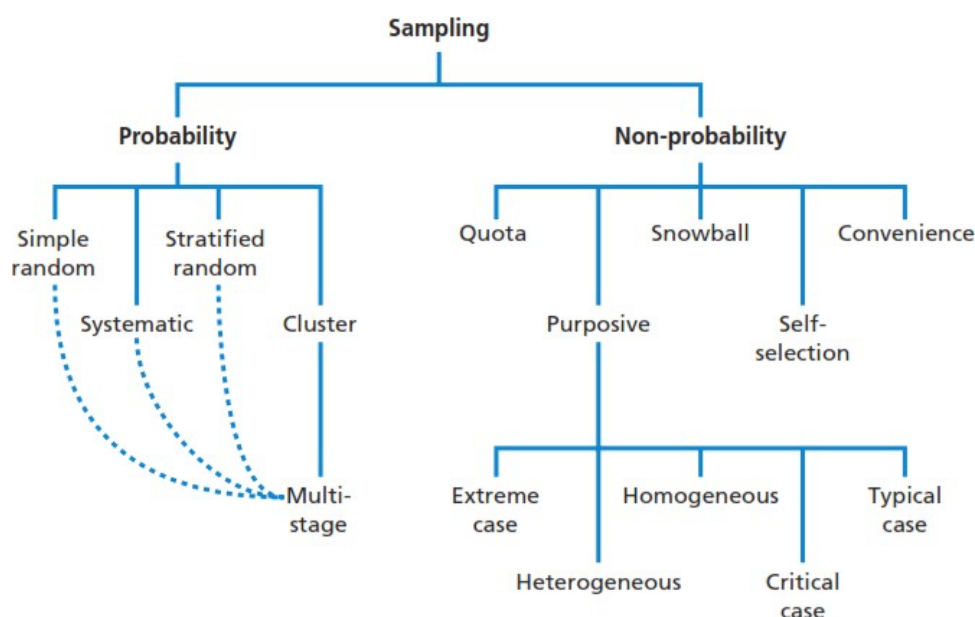 Sampling
Probability
Non-probability
Simple
random
Stratified
random
Quota
Snowball
Convenience
Systematic
Cluster
Purposive
Self-
selection
Multi-
stage
Extreme
case
Homogeneous
Typical
case
Heterogeneous
Critical
case